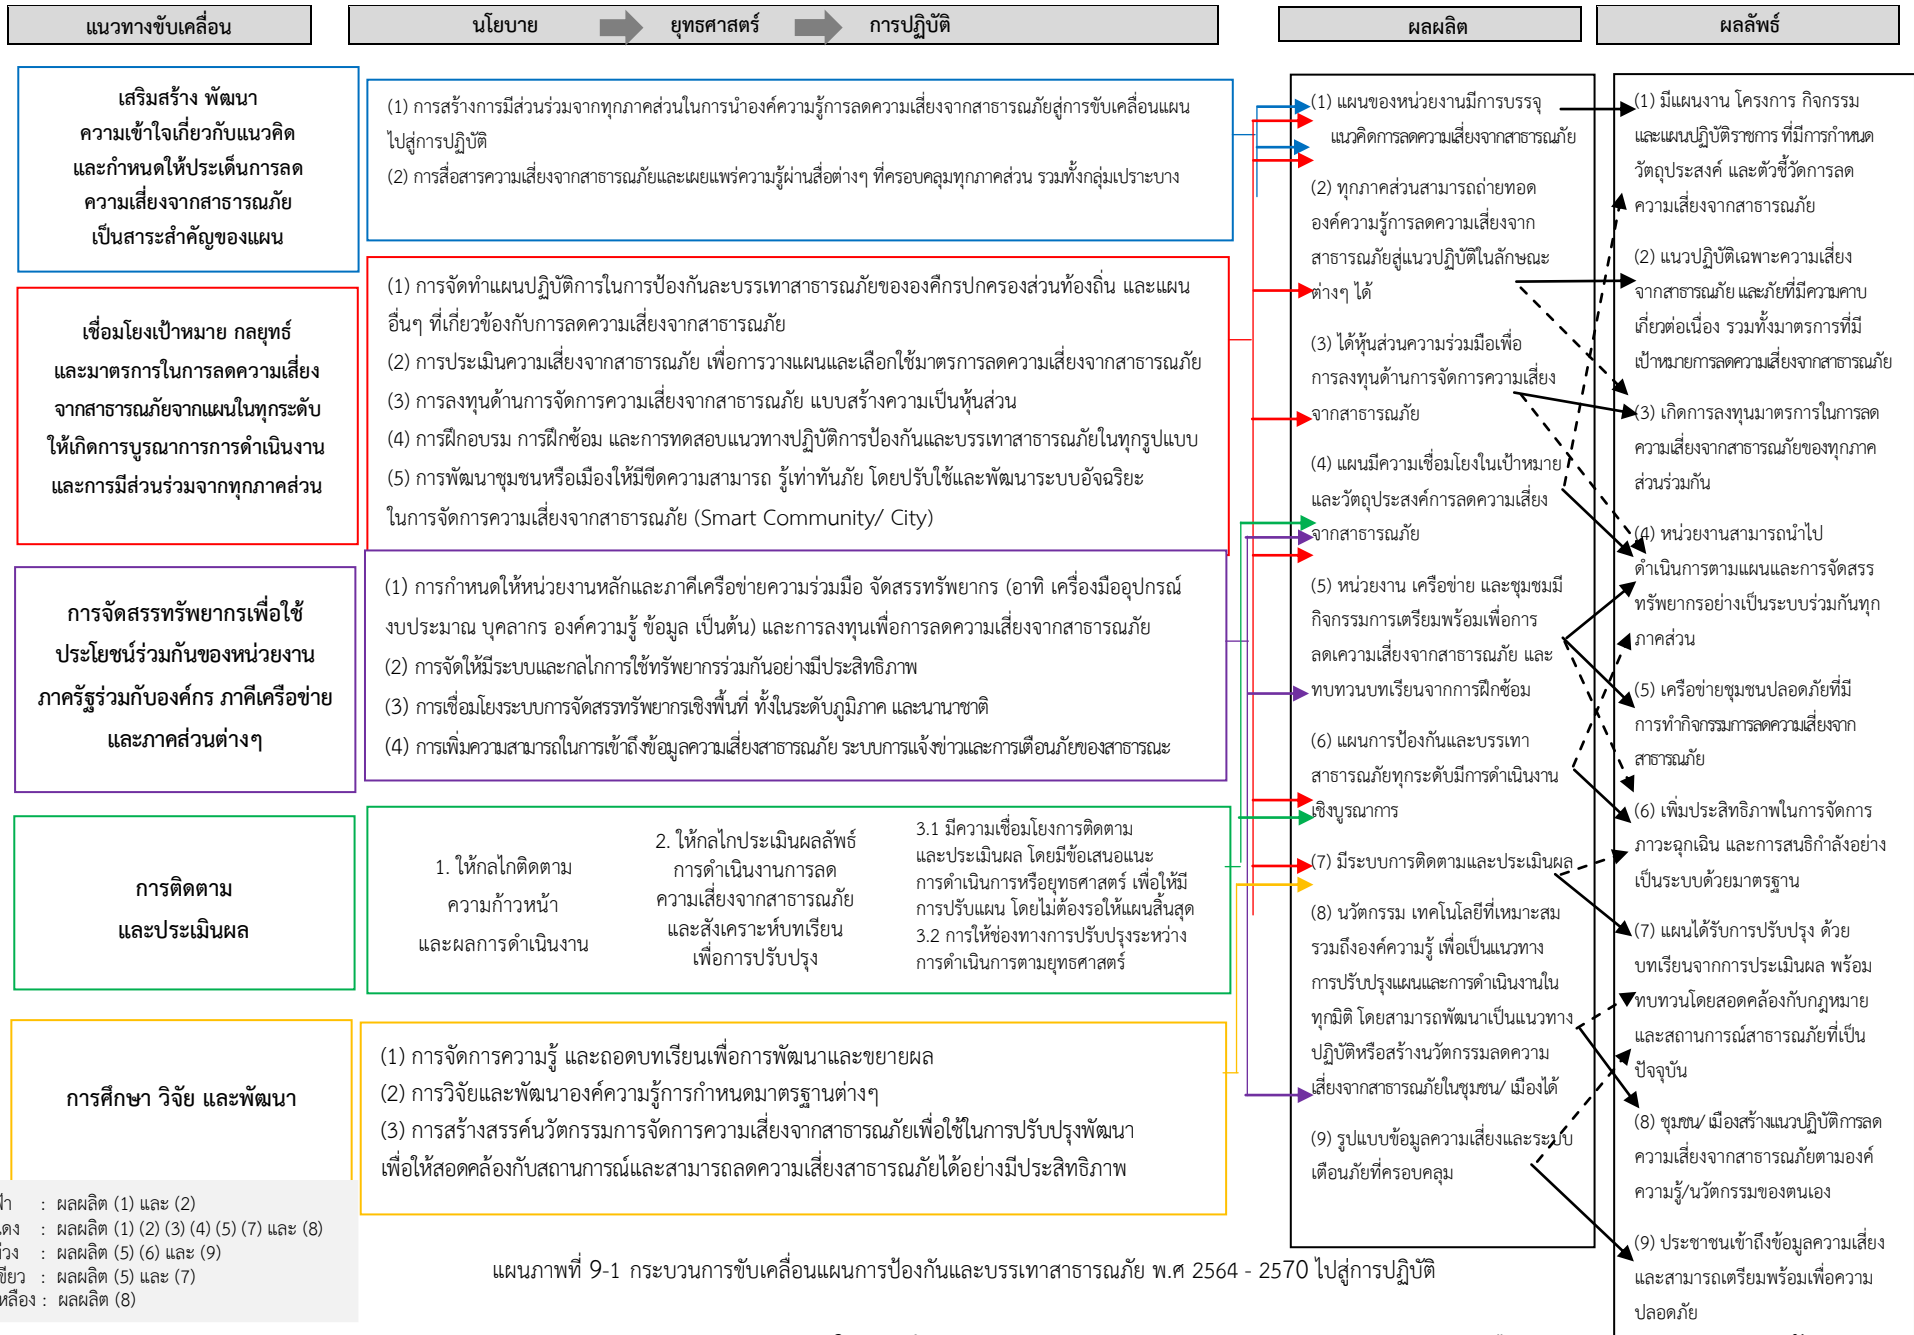 แนวทางขับเคลื่อน
นโยบาย
ยุทธศาสตร์
การปฏิบัติ
ผลผลิต
ผลลัพธ์
เสริมสร้าง พัฒนา
ความเข้าใจเกี่ยวกับแนวคิด
และกำหนดให้ประเด็นการลด
ความเสี่ยงจากสาธารณภัย
เป็นสาระสำคัญของแผน
เชื่อมโยงเป้าหมาย กลยุทธ์
และมาตรการในการลดความเสี่ยง
จากสาธารณภัยจากแผนในทุกระดับ
ให้เกิดการบูรณาการการดำเนินงาน
และการมีส่วนร่วมจากทุกภาคส่วน
การจัดสรรทรัพยากรเพื่อใช้
ประโยชน์ร่วมกันของหน่วยงาน
ภาครัฐร่วมกับองค์กร ภาคีเครือข่าย
และภาคส่วนต่างๆ
การติดตาม
และประเมินผล
การศึกษา วิจัย และพัฒนา
(1) การสร้างการมีส่วนร่วมจากทุกภาคส่วนในการนำองค์ความรู้การลดความเสี่ยงจากสาธารณภัยสู่การขับเคลื่อนแผน
ไปสู่การปฏิบัติ
(2) การสื่อสารความเสี่ยงจากสาธารณภัยและเผยแพร่ความรู้ผ่านสื่อต่างๆ ที่ครอบคลุมทุกภาคส่วน รวมทั้งกลุ่มเปราะบาง
(1) การจัดทำแผนปฏิบัติการในการป้องกันละบรรเทาสาธารณภัยขององค์กรปกครองส่วนท้องถิ่น และแผน
อื่นๆ ที่เกี่ยวข้องกับการลดความเสี่ยงจากสาธารณภัย
(2) การประเมินความเสี่ยงจากสาธารณภัย เพื่อการวางแผนและเลือกใช้มาตรการลดความเสี่ยงจากสาธารณภัย
(3) การลงทุนด้านการจัดการความเสี่ยงจากสาธารณภัย แบบสร้างความเป็นหุ้นส่วน
(4) การฝึกอบรม การฝึกซ้อม และการทดสอบแนวทางปฏิบัติการป้องกันและบรรเทาสาธารณภัยในทุกรูปแบบ
(5) การพัฒนาชุมชนหรือเมืองให้มีขีดความสามารถ รู้เท่าทันภัย โดยปรับใช้และพัฒนาระบบอัจฉริยะ
ในการจัดการความเสี่ยงจากสาธารณภัย (Smart Community/ City)
(1) การกำหนดให้หน่วยงานหลักและภาคีเครือข่ายความร่วมมือ จัดสรรทรัพยากร (อาทิ เครื่องมืออุปกรณ์
งบประมาณ บุคลากร องค์ความรู้ ข้อมูล เป็นต้น) และการลงทุนเพื่อการลดความเสี่ยงจากสาธารณภัย
(2) การจัดให้มีระบบและกลไกการใช้ทรัพยากรร่วมกันอย่างมีประสิทธิภาพ
(3) การเชื่อมโยงระบบการจัดสรรทรัพยากรเชิงพื้นที่ ทั้งในระดับภูมิภาค และนานาชาติ
(4) การเพิ่มความสามารถในการเข้าถึงข้อมูลความเสี่ยงสาธารณภัย ระบบการแจ้งข่าวและการเตือนภัยของสาธารณะ
1. ให้กลไกติดตาม
ความก้าวหน้า
และผลการดำเนินงาน
2. ให้กลไกประเมินผลลัพธ์
การดำเนินงานการลด
ความเสี่ยงจากสาธารณภัย
และสังเคราะห์บทเรียน
เพื่อการปรับปรุง
3.1 มีความเชื่อมโยงการติดตาม
และประเมินผล โดยมีข้อเสนอแนะ
การดำเนินการหรือยุทธศาสตร์ เพื่อให้มี
การปรับแผน โดยไม่ต้องรอให้แผนสิ้นสุด
3.2 การให้ช่องทางการปรับปรุงระหว่าง
การดำเนินการตามยุทธศาสตร์
(1) การจัดการความรู้ และถอดบทเรียนเพื่อการพัฒนาและขยายผล
(2) การวิจัยและพัฒนาองค์ความรู้การกำหนดมาตรฐานต่างๆ
(3) การสร้างสรรค์นวัตกรรมการจัดการความเสี่ยงจากสาธารณภัยเพื่อใช้ในการปรับปรุงพัฒนา
เพื่อให้สอดคล้องกับสถานการณ์และสามารถลดความเสี่ยงสาธารณภัยได้อย่างมีประสิทธิภาพ
(1) แผนของหน่วยงานมีการบรรจุ
แนวคิดการลดความเสี่ยงจากสาธารณภัย
(2) ทุกภาคส่วนสามารถถ่ายทอด
องค์ความรู้การลดความเสี่ยงจาก
สาธารณภัยสู่แนวปฏิบัติในลักษณะ
ต่างๆ ได้
(3) ได้หุ้นส่วนความร่วมมือเพื่อ
การลงทุนด้านการจัดการความเสี่ยง
จากสาธารณภัย
(4) แผนมีความเชื่อมโยงในเป้าหมาย
และวัตถุประสงค์การลดความเสี่ยง
จากสาธารณภัย
(5) หน่วยงาน เครือข่าย และชุมชนมี
กิจกรรมการเตรียมพร้อมเพื่อการ
ลดเความเสี่ยงจากสาธารณภัย และ
ทบทวนบทเรียนจากการฝึกซ้อม
(6) แผนการป้องกันและบรรเทา
สาธารณภัยทุกระดับมีการดำเนินงาน
เชิงบูรณาการ
(7) มีระบบการติดตามและประเมินผล
(8) นวัตกรรม เทคโนโลยีที่เหมาะสม
รวมถึงองค์ความรู้ เพื่อเป็นแนวทาง
การปรับปรุงแผนและการดำเนินงานใน
ทุกมิติ โดยสามารถพัฒนาเป็นแนวทาง
ปฏิบัติหรือสร้างนวัตกรรมลดความ
เสี่ยงจากสาธารณภัยในชุมชน/ เมืองได้
(9) รูปแบบข้อมูลความเสี่ยงและระบบ
เตือนภัยที่ครอบคลุม
(1) มีแผนงาน โครงการ กิจกรรม
และแผนปฏิบัติราชการ ที่มีการกำหนด
วัตถุประสงค์ และตัวชี้วัดการลด
ความเสี่ยงจากสาธารณภัย
(2) แนวปฏิบัติเฉพาะความเสี่ยง
จากสาธารณภัย และภัยที่มีความคาบ
เกี่ยวต่อเนื่อง รวมทั้งมาตรการที่มี
เป้าหมายการลดความเสี่ยงจากสาธารณภัย
(3) เกิดการลงทุนมาตรการในการลด
ความเสี่ยงจากสาธารณภัยของทุกภาค
ส่วนร่วมกัน
(4) หน่วยงานสามารถนำไป
ดำเนินการตามแผนและการจัดสรร
ทรัพยากรอย่างเป็นระบบร่วมกันทุก
ภาคส่วน
(5) เครือข่ายชุมชนปลอดภัยที่มี
การทำกิจกรรมการลดความเสี่ยงจาก
สาธารณภัย
(6) เพิ่มประสิทธิภาพในการจัดการ
ภาวะฉุกเฉิน และการสนธิกำลังอย่าง
เป็นระบบด้วยมาตรฐาน
(7) แผนได้รับการปรับปรุง ด้วย
บทเรียนจากการประเมินผล พร้อม
ทบทวนโดยสอดคล้องกับกฎหมาย
และสถานการณ์สาธารณภัยที่เป็น
ปัจจุบัน
(8) ชุมชน/ เมืองสร้างแนวปฏิบัติการลด
ความเสี่ยงจากสาธารณภัยตามองค์
ความรู้/นวัตกรรมของตนเอง
(9) ประชาชนเข้าถึงข้อมูลความเสี่ยง
และสามารถเตรียมพร้อมเพื่อความ
ปลอดภัย
: ผลผลิต (1) และ (2)
: ผลผลิต (1) (2) (3) (4) (5) (7) และ (8)
: ผลผลิต (5) (6) และ (9)
: ผลผลิต (5) และ (7)
หลือง : ผลผลิต (8)
แผนภาพที่ 9-1 กระบวนการขับเคลื่อนแผนการป้องกันและบรรเทาสาธารณภัย พ.ศ 2564 - 2570 ไปสู่การปฏิบัติ